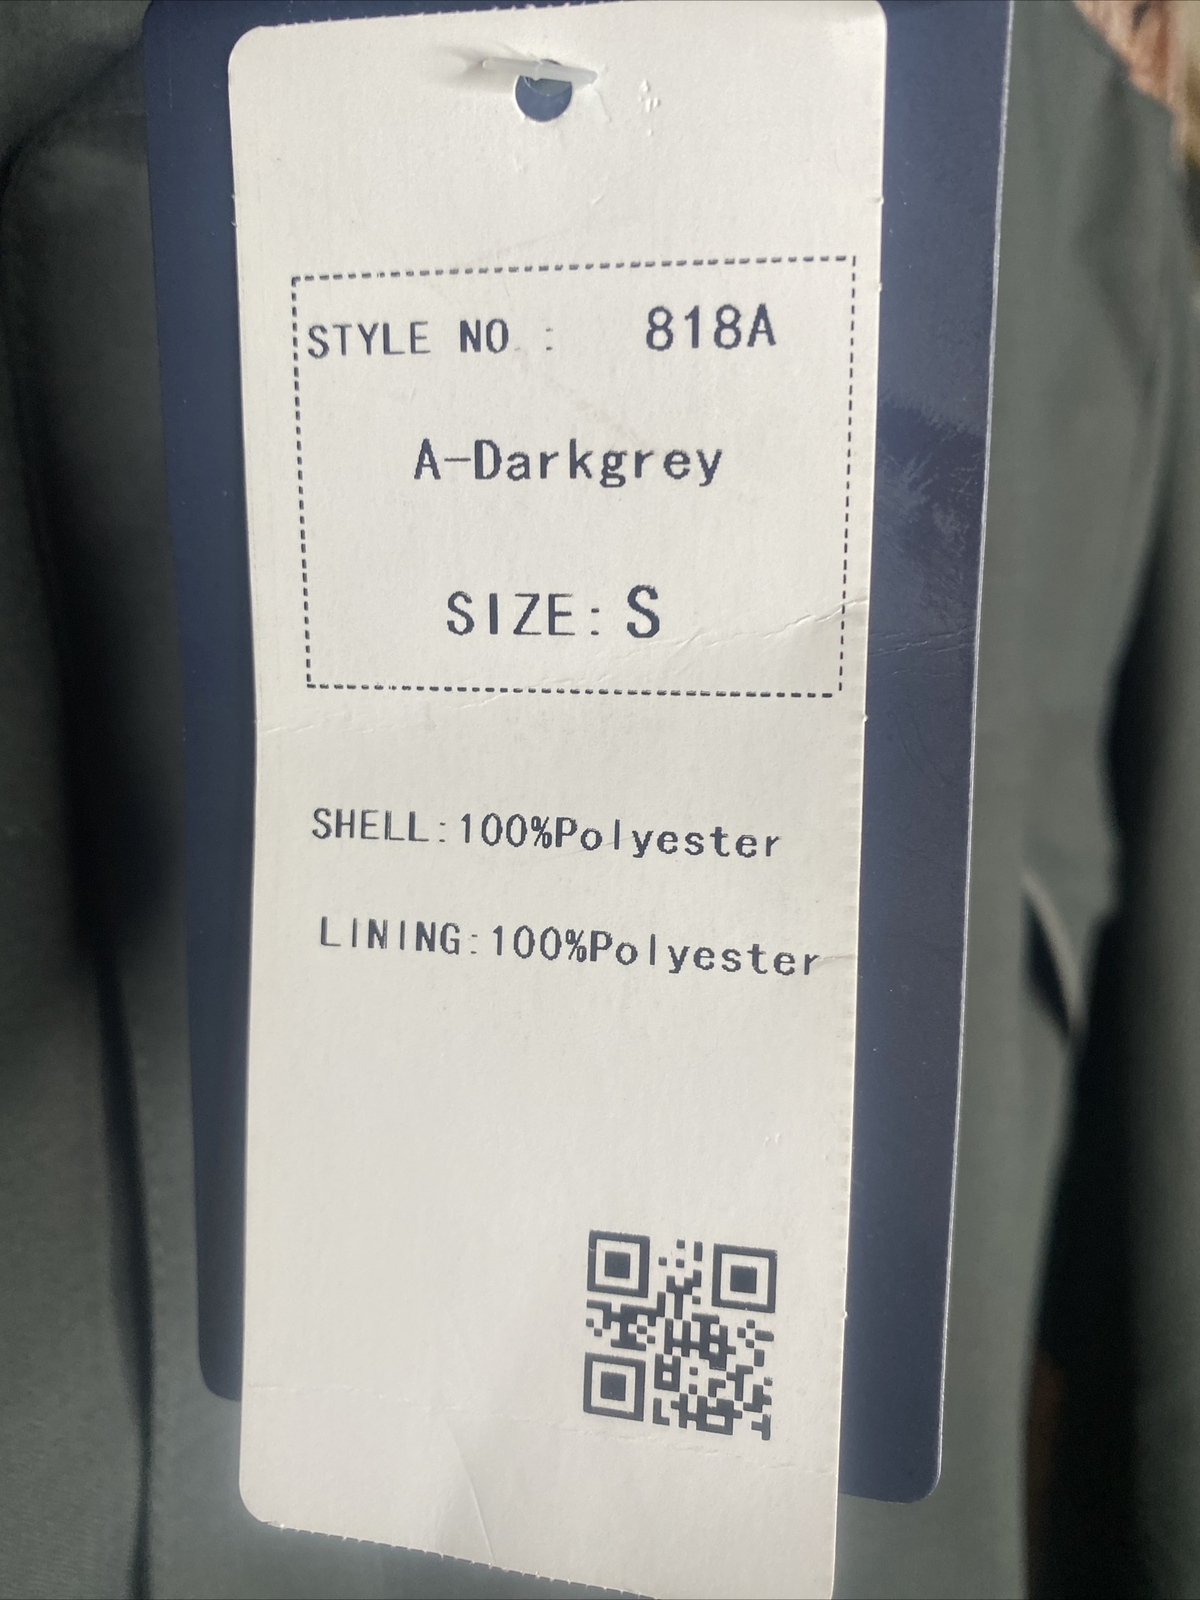 STYLE NO.: 818A
A-Darkgrey
SIZE: S
SHELL:100%Polyester
LINING:100%Polyester